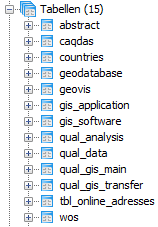 Tabellen (15)
abstract
caqdas
countries
geodatabase
geovis
gis_application
gis_software
qual_analysis
qual_data
qual_gis_main
qual_gis_transfer
tbl_online_adresses
wos